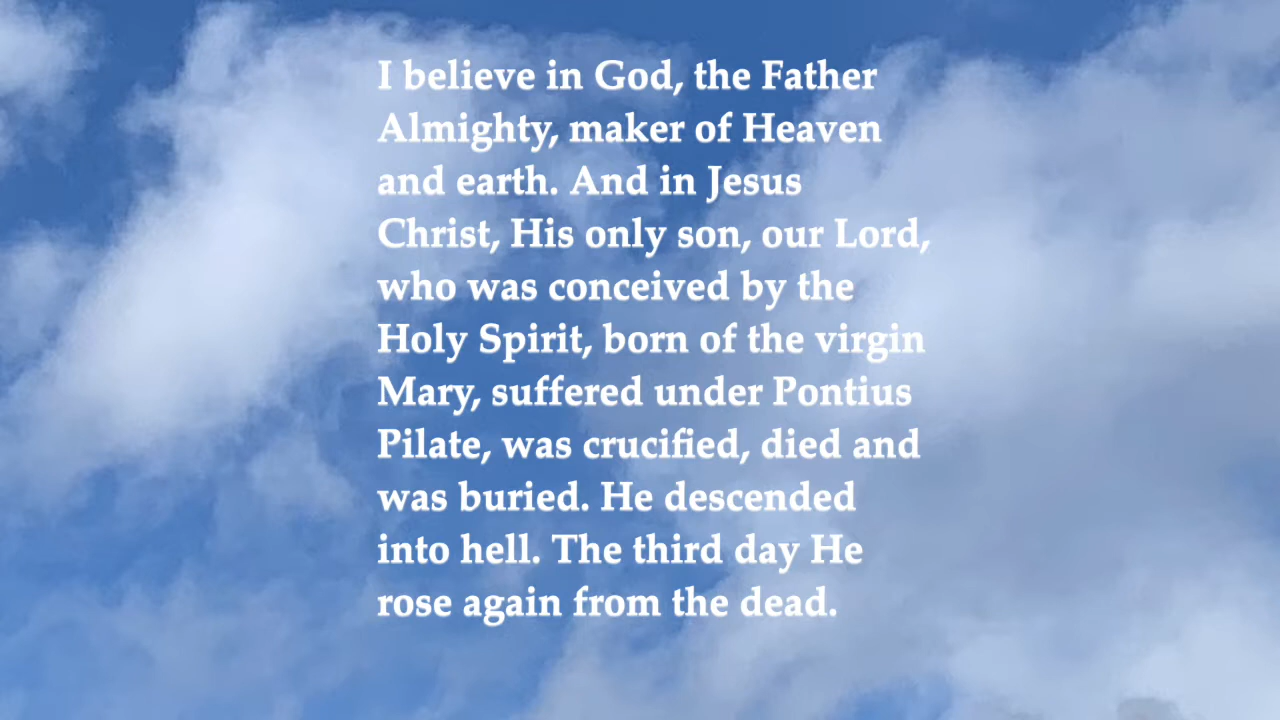 I believe in God, the Father
Almighty, maker of Heaven
and earth. And in Jesus
Christ, His only son, our Lord,
who was conceived by the
Holy Spirit, born of the virgin
Mary, suffered under Pontius
Pilate, was crucified, died and
was buried. He descended
into hell. The third day He
rose again from the dead.